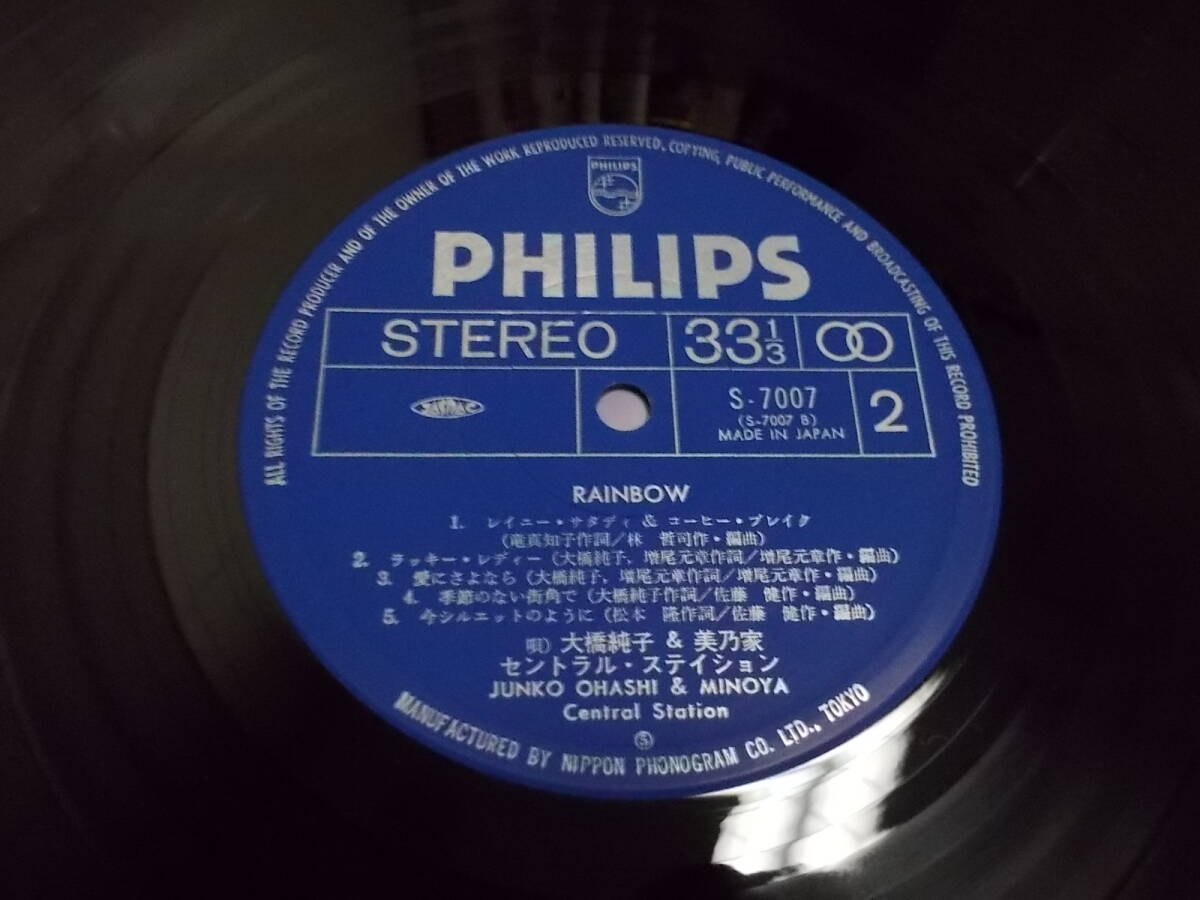 ALL RIGHTS OF THE RECORD PRODUCER AND OF THE OWNER OF THE WORK REPRODUCED RESERVED, COPYING, PUBLIC PERFORMANCE AND BROADCASTING OF THIS RECORD PROHIBITED
PHILIPS
PHILIPS
STEREO 33 1/3
JASRAC
S-7007
(S-7007 B)
MADE IN JAPAN
2
RAINBOW
1. レイニー・サタディ & コーヒー・ブレイク
(竜真知子作詞/林 哲司作・編曲)
2. ラッキー・レディー (大橋純子, 増尾元章作詞/増尾元章作・編曲)
3. 愛にさよなら (大橋純子, 増尾元章作詞/増尾元章作・編曲)
4. 季節のない街角で (大橋純子作詞/佐藤 健作・編曲)
5. 今シルエットのように (松本 隆作詞/佐藤 健作・編曲)
唄) 大橋純子 & 美乃家
セントラル・ステイション
JUNKO OHASHI & MINOYA
Central Station
Ⓢ
MANUFACTURED BY NIPPON PHONOGRAM CO. LTD., TOKYO